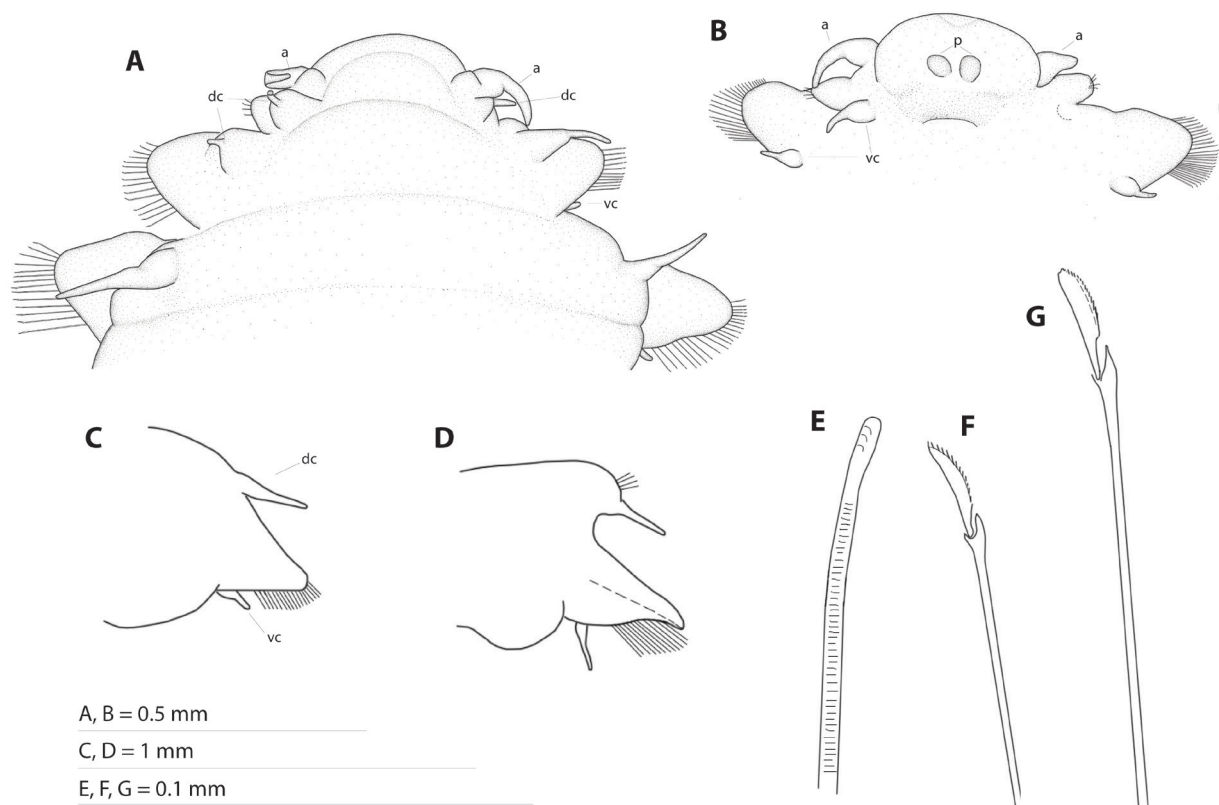 A
a
a
dc
dc
vc
B
a
p
a
vc
C
dc
vc
D
E
F
G
A, B = 0.5 mm
C, D = 1 mm
E, F, G = 0.1 mm